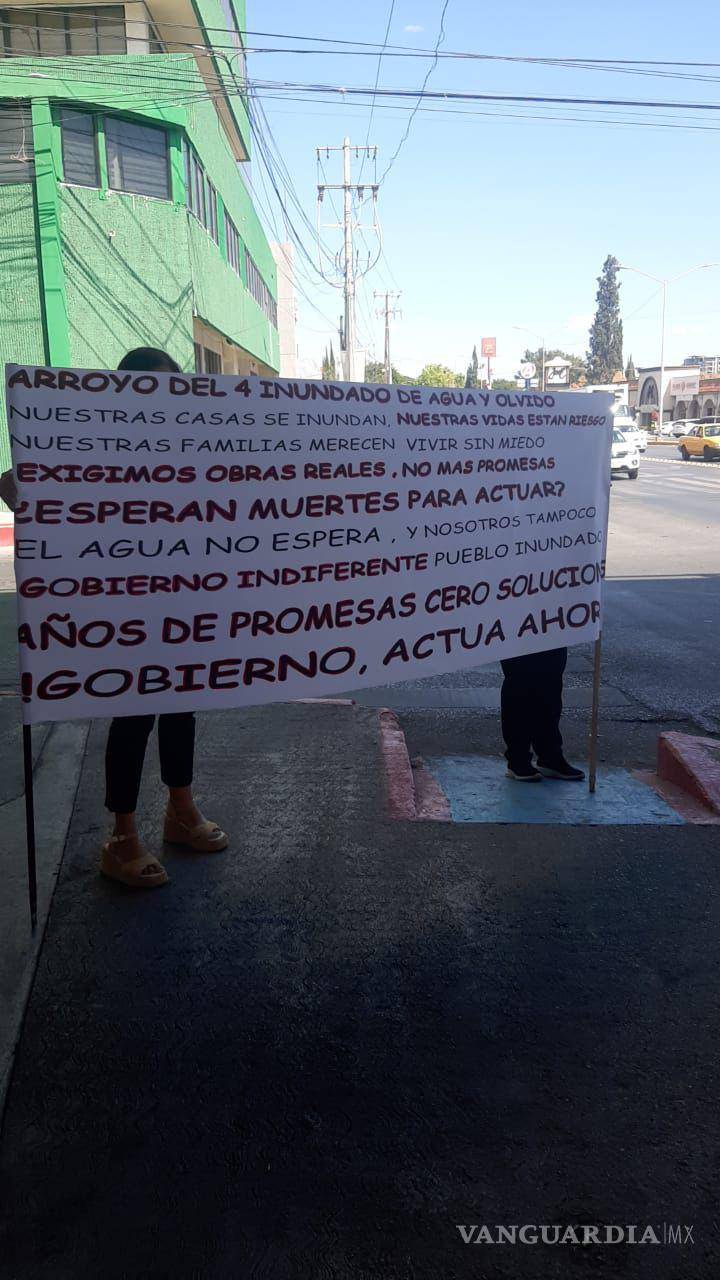 ARROYO DEL 4 INUNDADO DE AGUA Y OLVIDO
NUESTRAS CASAS SE INUNDAN, NUESTRAS VIDAS ESTAN RIESGO
NUESTRAS FAMILIAS MERECEN VIVIR SIN MIEDO
EXIGIMOS OBRAS REALES, NO MAS PROMESAS
¿ESPERAN MUERTES PARA ACTUAR?
EL AGUA NO ESPERA, Y NOSOTROS TAMPOCO
GOBIERNO INDIFERENTE PUEBLO INUNDADO
AÑOS DE PROMESAS CERO SOLUCIONE
!GOBIERNO, ACTUA AHOR
VANGUARDIA|MX